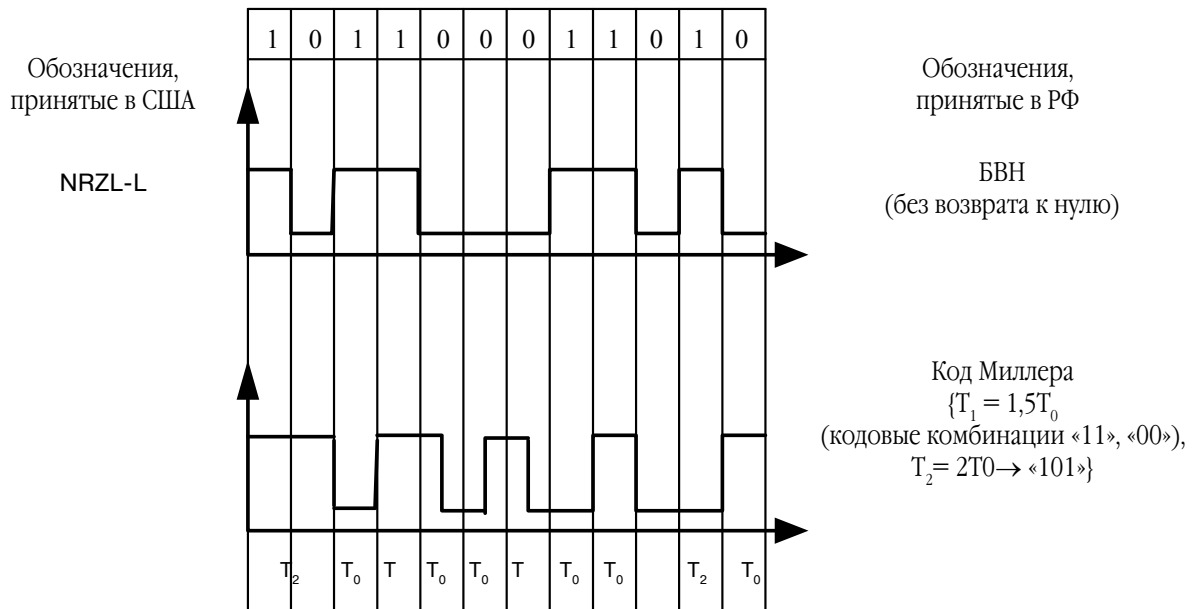 1 0 1 1 0 0 0 1 1 0 1 0
Обозначения,
принятые в США
Обозначения,
принятые в РФ
NRZL-L
БВН
(без возврата к нулю)
Код Миллера
{T₁ = 1,5T₀
(кодовые комбинации «11», «00»),
T₂= 2T0→ «101»}
T₂ T₀ T T₀ T₀ T T₀ T₀ T₂ T₀